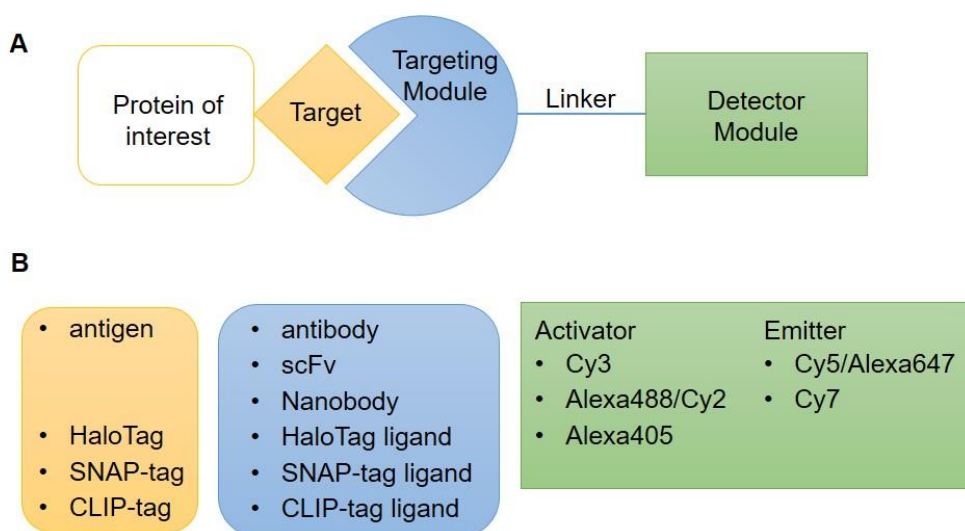 A
Protein of
interest
Target
Targeting
Module
Linker
Detector
Module
B
• antigen
• HaloTag
• SNAP-tag
• CLIP-tag
• antibody
• scFv
• Nanobody
• HaloTag ligand
• SNAP-tag ligand
• CLIP-tag ligand
Activator
• Cy3
• Alexa488/Cy2
• Alexa405
Emitter
• Cy5/Alexa647
• Cy7